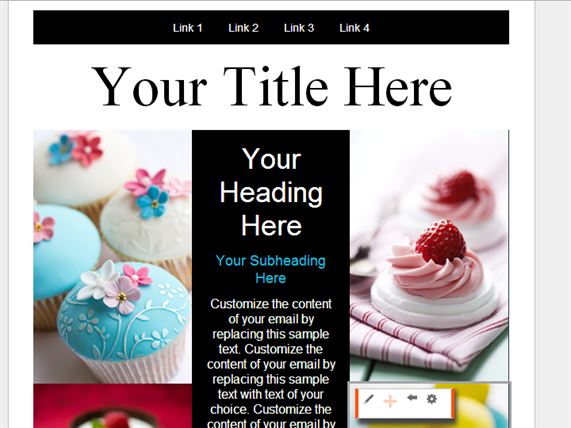 Link 1 Link 2 Link 3 Link 4
Your Title Here
Your
Heading
Here
Your Subheading
Here
Customize the content
of your email by
replacing this sample
text. Customize the
content of your email by
replacing this sample
text with text of your
choice. Customize the
content of your email by